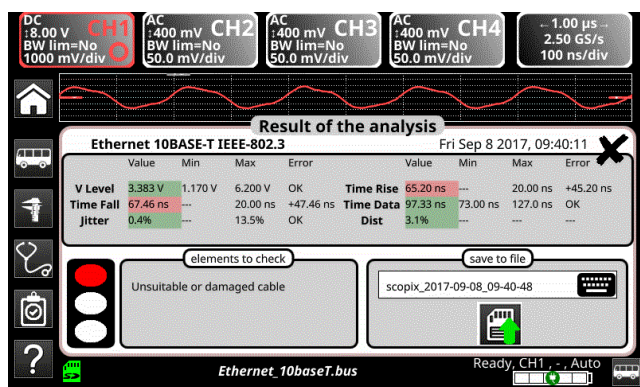 DC
↕8.00 V CH1
BW lim=No
1000 mV/div
AC
↕400 mV CH2
BW lim=No
50.0 mV/div
AC
↕400 mV CH3
BW lim=No
50.0 mV/div
AC
↕400 mV CH4
BW lim=No
50.0 mV/div
←1.00 µs→
2.50 GS/s
100 ns/div
Result of the analysis
Ethernet 10BASE-T IEEE-802.3 Fri Sep 8 2017, 09:40:11
Value Min Max Error Value Min Max Error
V Level 3.383 V 1.170 V 6.200 V OK Time Rise 65.20 ns --- 20.00 ns +45.20 ns
Time Fall 67.46 ns --- 20.00 ns +47.46 ns Time Data 97.33 ns 73.00 ns 127.0 ns OK
Jitter 0.4% --- 13.5% OK Dist 3.1% --- --- ---
elements to check
Unsuitable or damaged cable
save to file
scopix_2017-09-08_09-40-48
?
Ethernet_10baseT.bus
Ready, CH1 , - , Auto